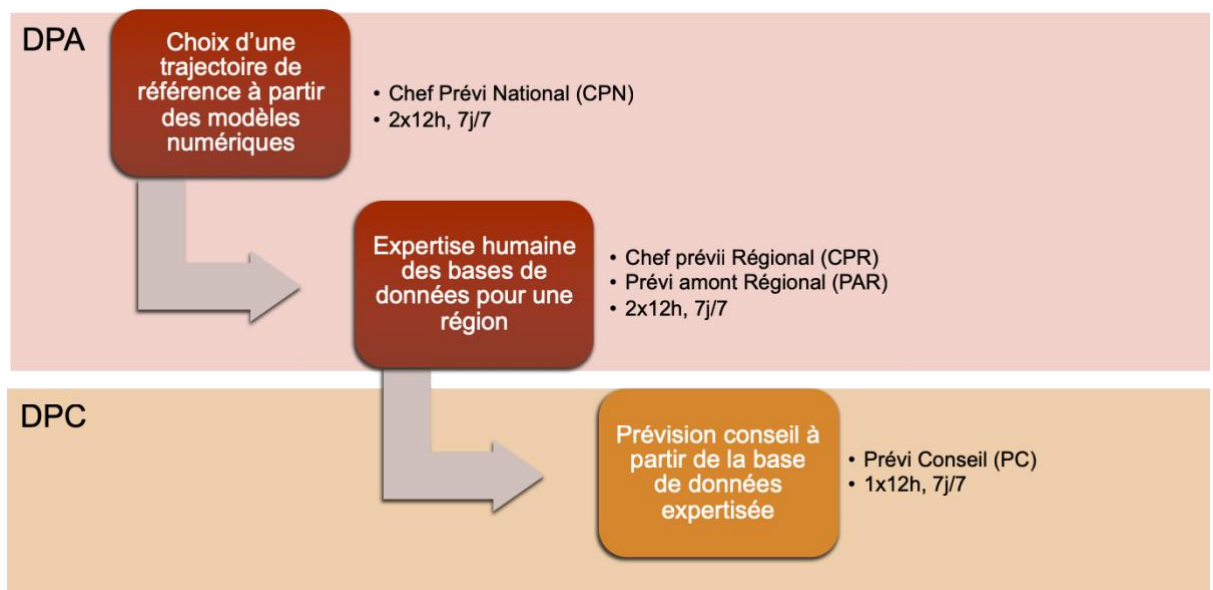 DPA
Choix d'une
trajectoire de
référence à partir
des modèles
numériques
• Chef Prévi National (CPN)
• 2x12h, 7j/7
Expertise humaine
des bases de
données pour une
région
• Chef prévii Régional (CPR)
• Prévi amont Régional (PAR)
• 2x12h, 7j/7
DPC
Prévision conseil à
partir de la base
de données
expertisée
• Prévi Conseil (PC)
• 1x12h, 7j/7